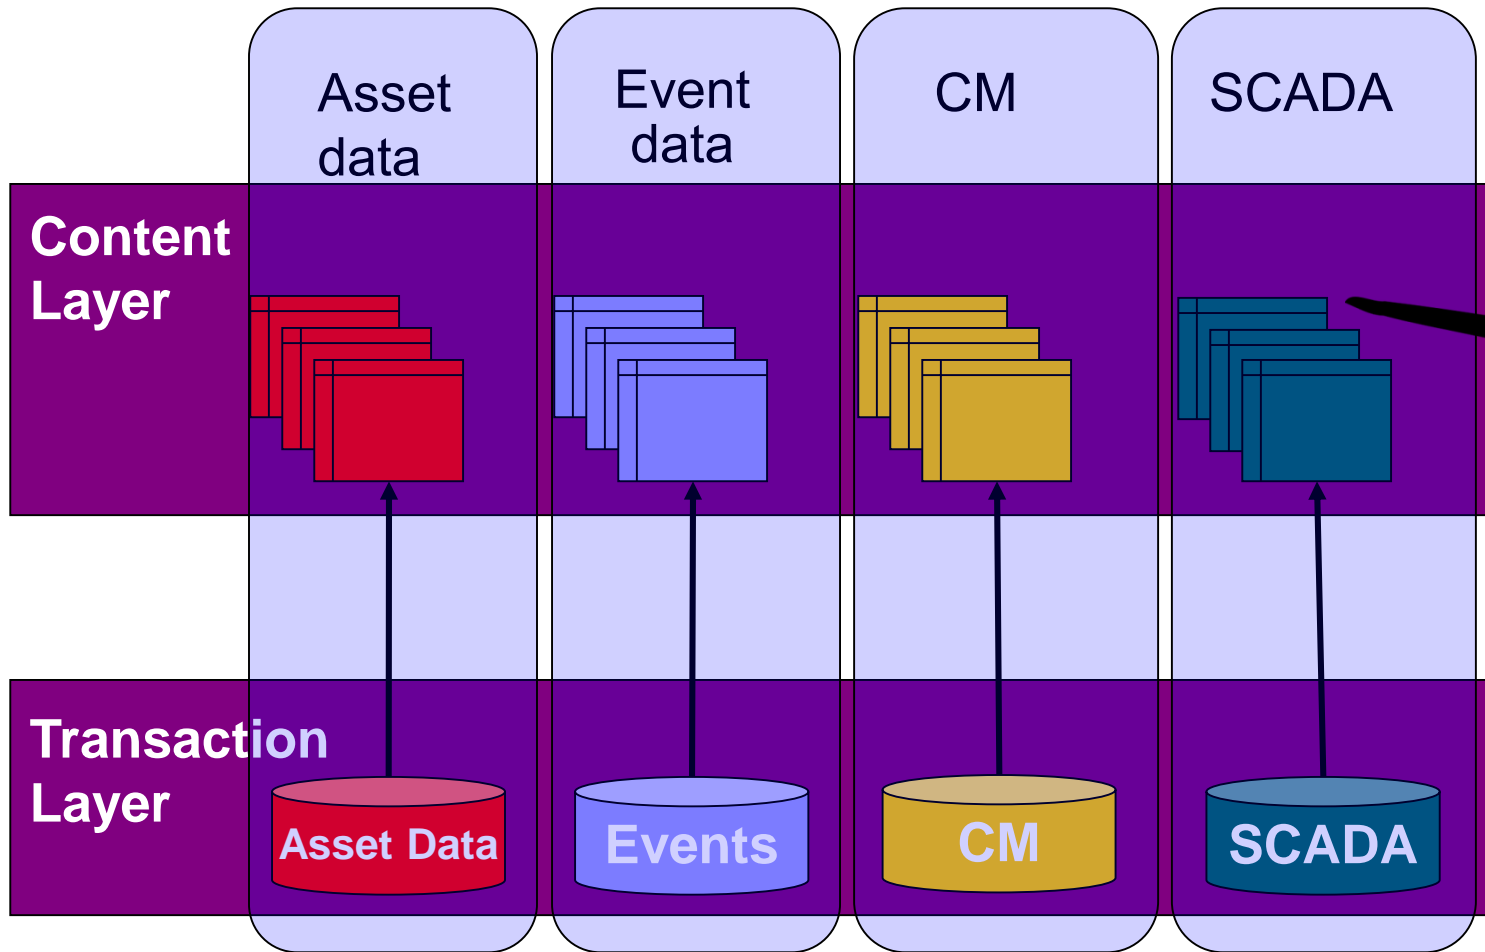 Asset
data
Event
data
CM
SCADA
Content
Layer
Transaction
Layer
Asset Data
Events
CM
SCADA